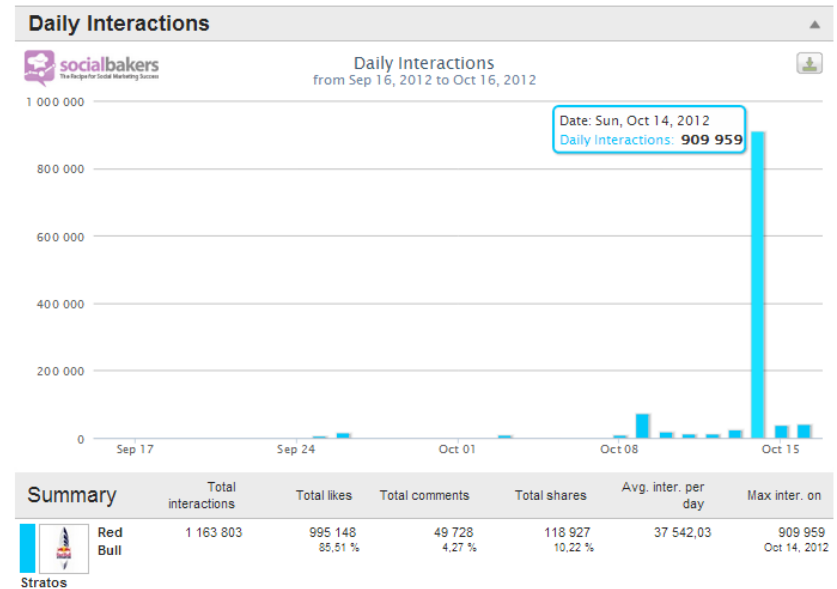 Daily Interactions
socialbakers
The Recipe for Social Marketing Success
Daily Interactions
from Sep 16, 2012 to Oct 16, 2012
1 000 000
Date: Sun, Oct 14, 2012
Daily Interactions: 909 959
800 000
600 000
400 000
200 000
0
Sep 17 Sep 24 Oct 01 Oct 08 Oct 15
Summary Total interactions Total likes Total comments Total shares Avg. inter. per day Max inter. on
Red Bull Stratos 1 163 803 995 148 49 728 118 927 37 542,03 909 959
85,51 % 4,27 % 10,22 % Oct 14, 2012